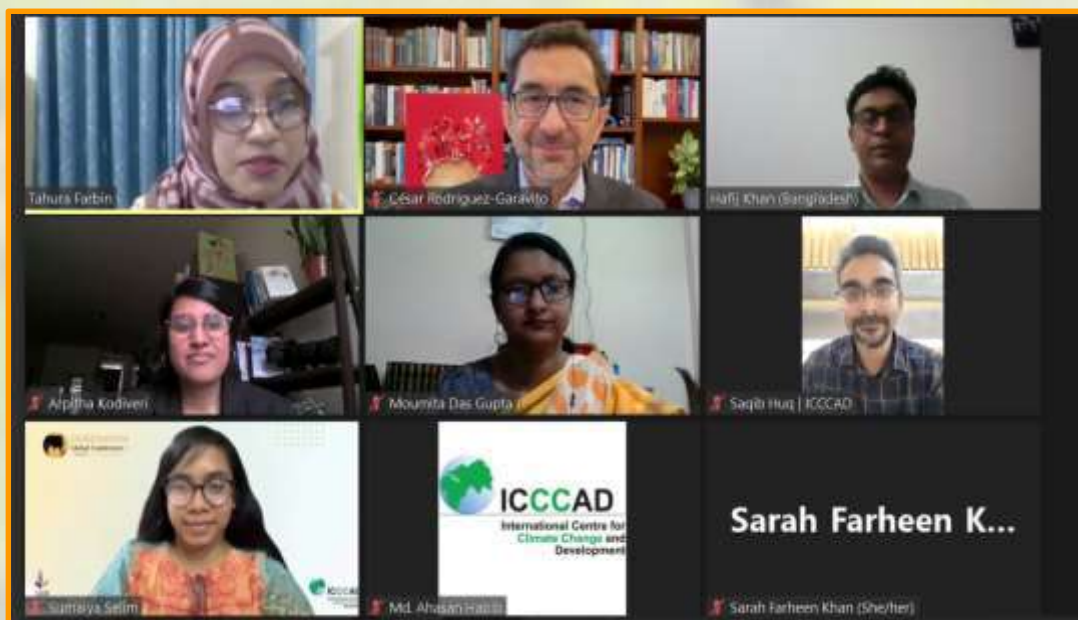 Tahura Farbin
César Rodríguez-Garavito
Hafij Khan (Bangladesh)
Arpitha Kodiveri
Moumita Das Gupta
Saqib Huq | ICCCAD
ICCCAD
International Centre for
Climate Change and
Development
Sarah Farheen K...
ICCCAD
Sumaiya Selim
Md. Ahasan Habib
Sarah Farheen Khan (She/her)